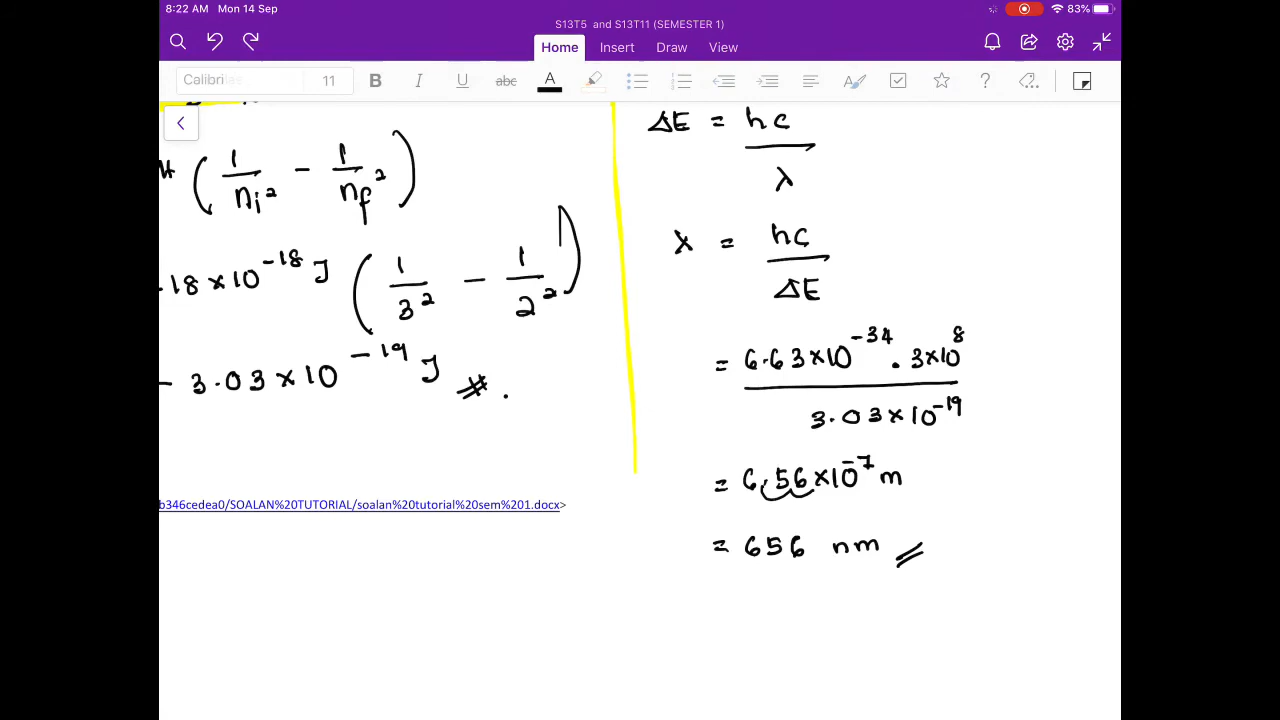 8:22 AM Mon 14 Sep
83%
S13T5 and S13T11 (SEMESTER 1)
Home Insert Draw View
11 B I U abc A ?
( 1/n_i² − 1/n_f² )
.18 × 10⁻¹⁸ J ( 1/3² − 1/2² )
− 3.03 × 10⁻¹⁹ J #.
b346cedea0/SOALAN%20TUTORIAL/soalan%20tutorial%20sem%201.docx>
ΔE = hc/λ
λ = hc/ΔE
= 6.63×10⁻³⁴ . 3×10⁸ / 3.03×10⁻¹⁹
= 6.56×10⁻⁷ m
= 656 nm